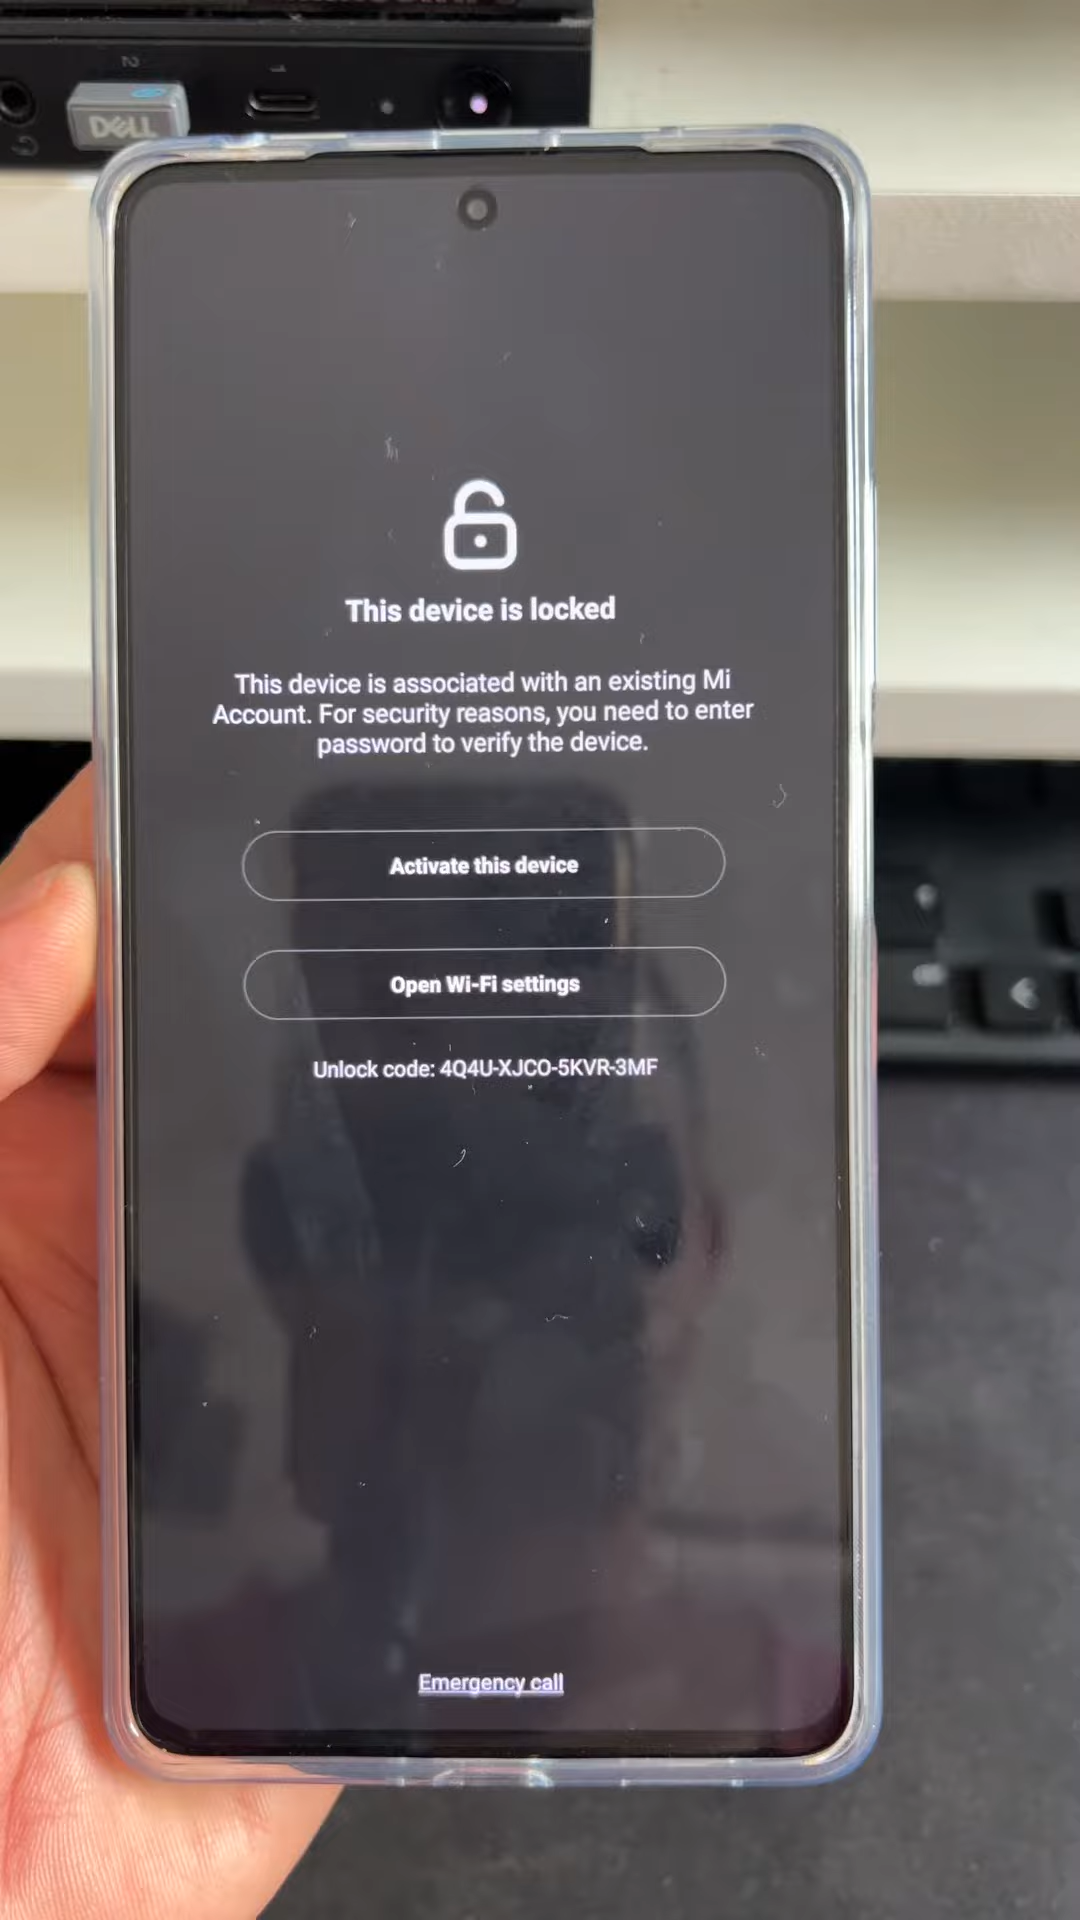 2
1
DELL
This device is locked
This device is associated with an existing Mi
Account. For security reasons, you need to enter
password to verify the device.
Activate this device
Open Wi-Fi settings
Unlock code: 4Q4U-XJCO-5KVR-3MF
Emergency call